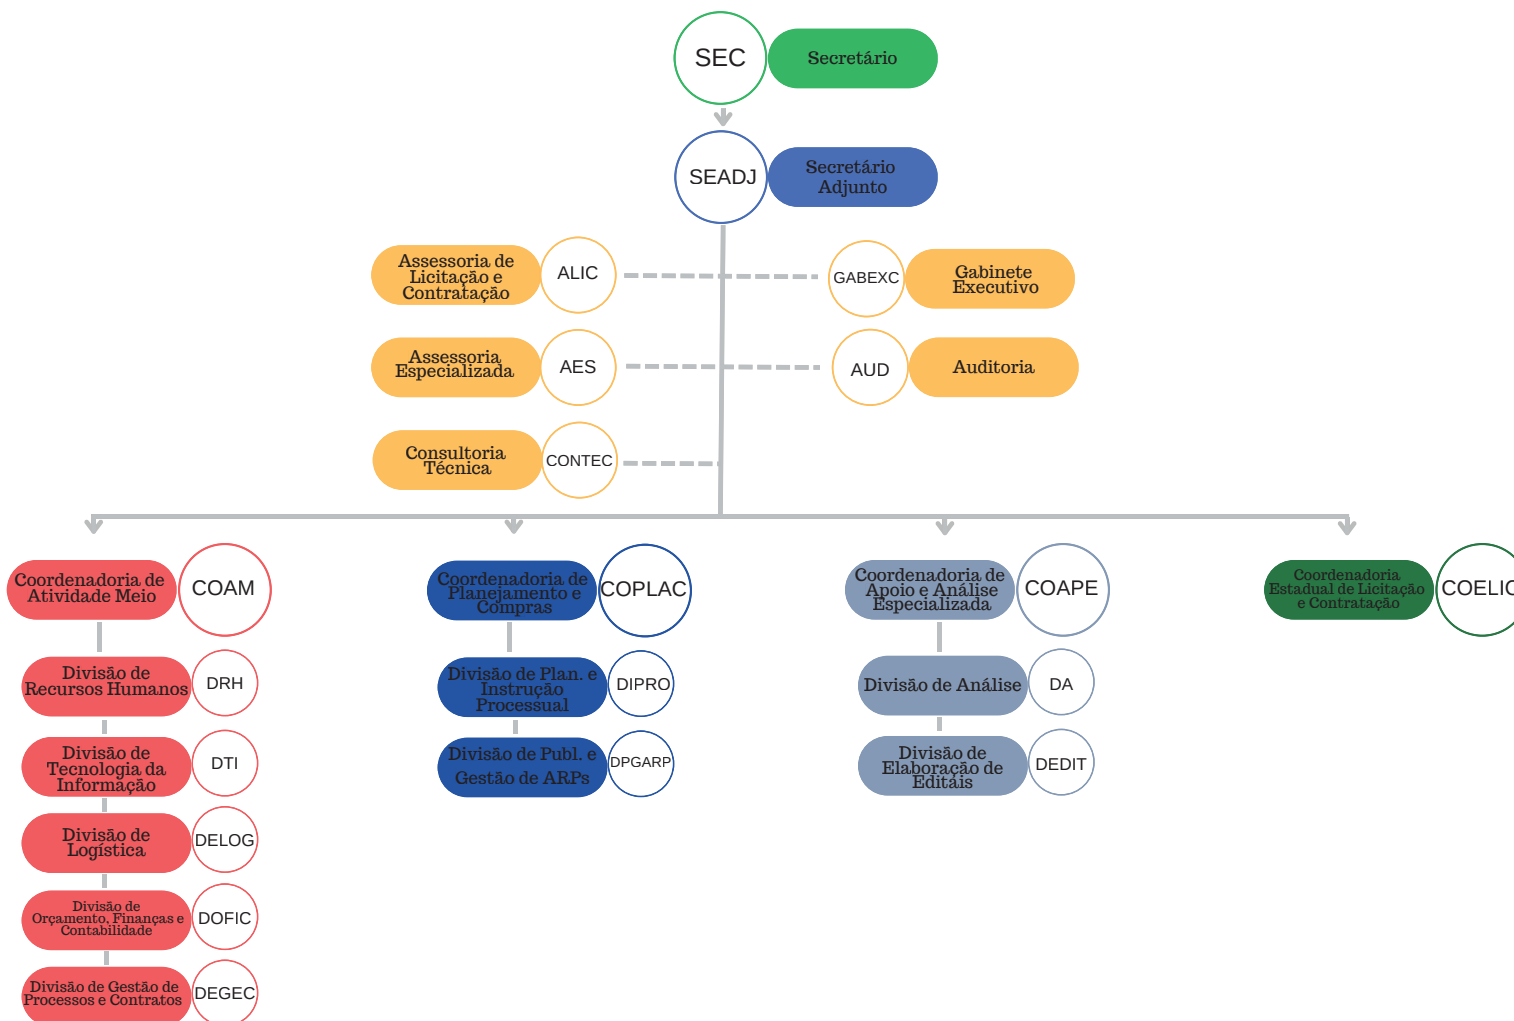 SEC
Secretário
SEADJ
Secretário
Adjunto
Assessoria de
Licitação e
Contratação
ALIC
GABEXC
Gabinete
Executivo
Assessoria
Especializada
AES
AUD
Auditoria
Consultoria
Técnica
CONTEC
Coordenadoria de
Atividade Meio
COAM
Coordenadoria de
Planejamento e
Compras
COPLAC
Coordenadoria de
Apoio e Análise
Especializada
COAPE
Coordenadoria
Estadual de Licitação
e Contratação
COELIC
Divisão de
Recursos Humanos
DRH
Divisão de Plan. e
Instrução
Processual
DIPRO
Divisão de Análise
DA
Divisão de
Tecnologia da
Informação
DTI
Divisão de Publ. e
Gestão de ARPs
DPGARP
Divisão de
Elaboração de
Editáis
DEDIT
Divisão de
Logística
DELOG
Divisão de
Orçamento, Finanças e
Contabilidade
DOFIC
Divisão de Gestão de
Processos e Contratos
DEGEC